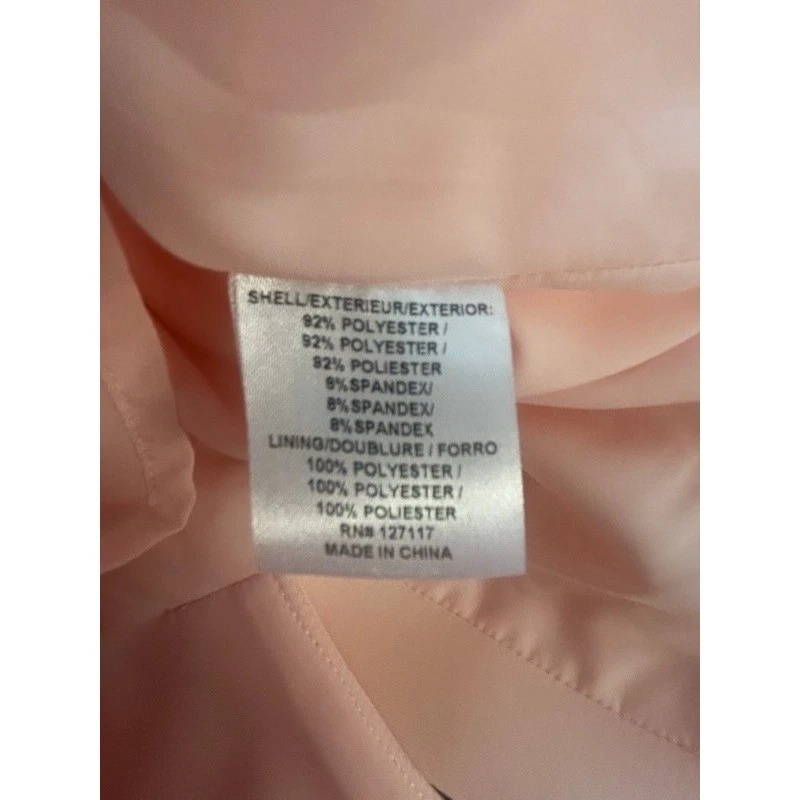 SHELL/EXTERIEUR/EXTERIOR:
92% POLYESTER /
92% POLYESTER /
92% POLIESTER
8%SPANDEX/
8%SPANDEX/
8%SPANDEX
LINING/DOUBLURE / FORRO
100% POLYESTER /
100% POLYESTER /
100% POLIESTER
RN# 127117
MADE IN CHINA